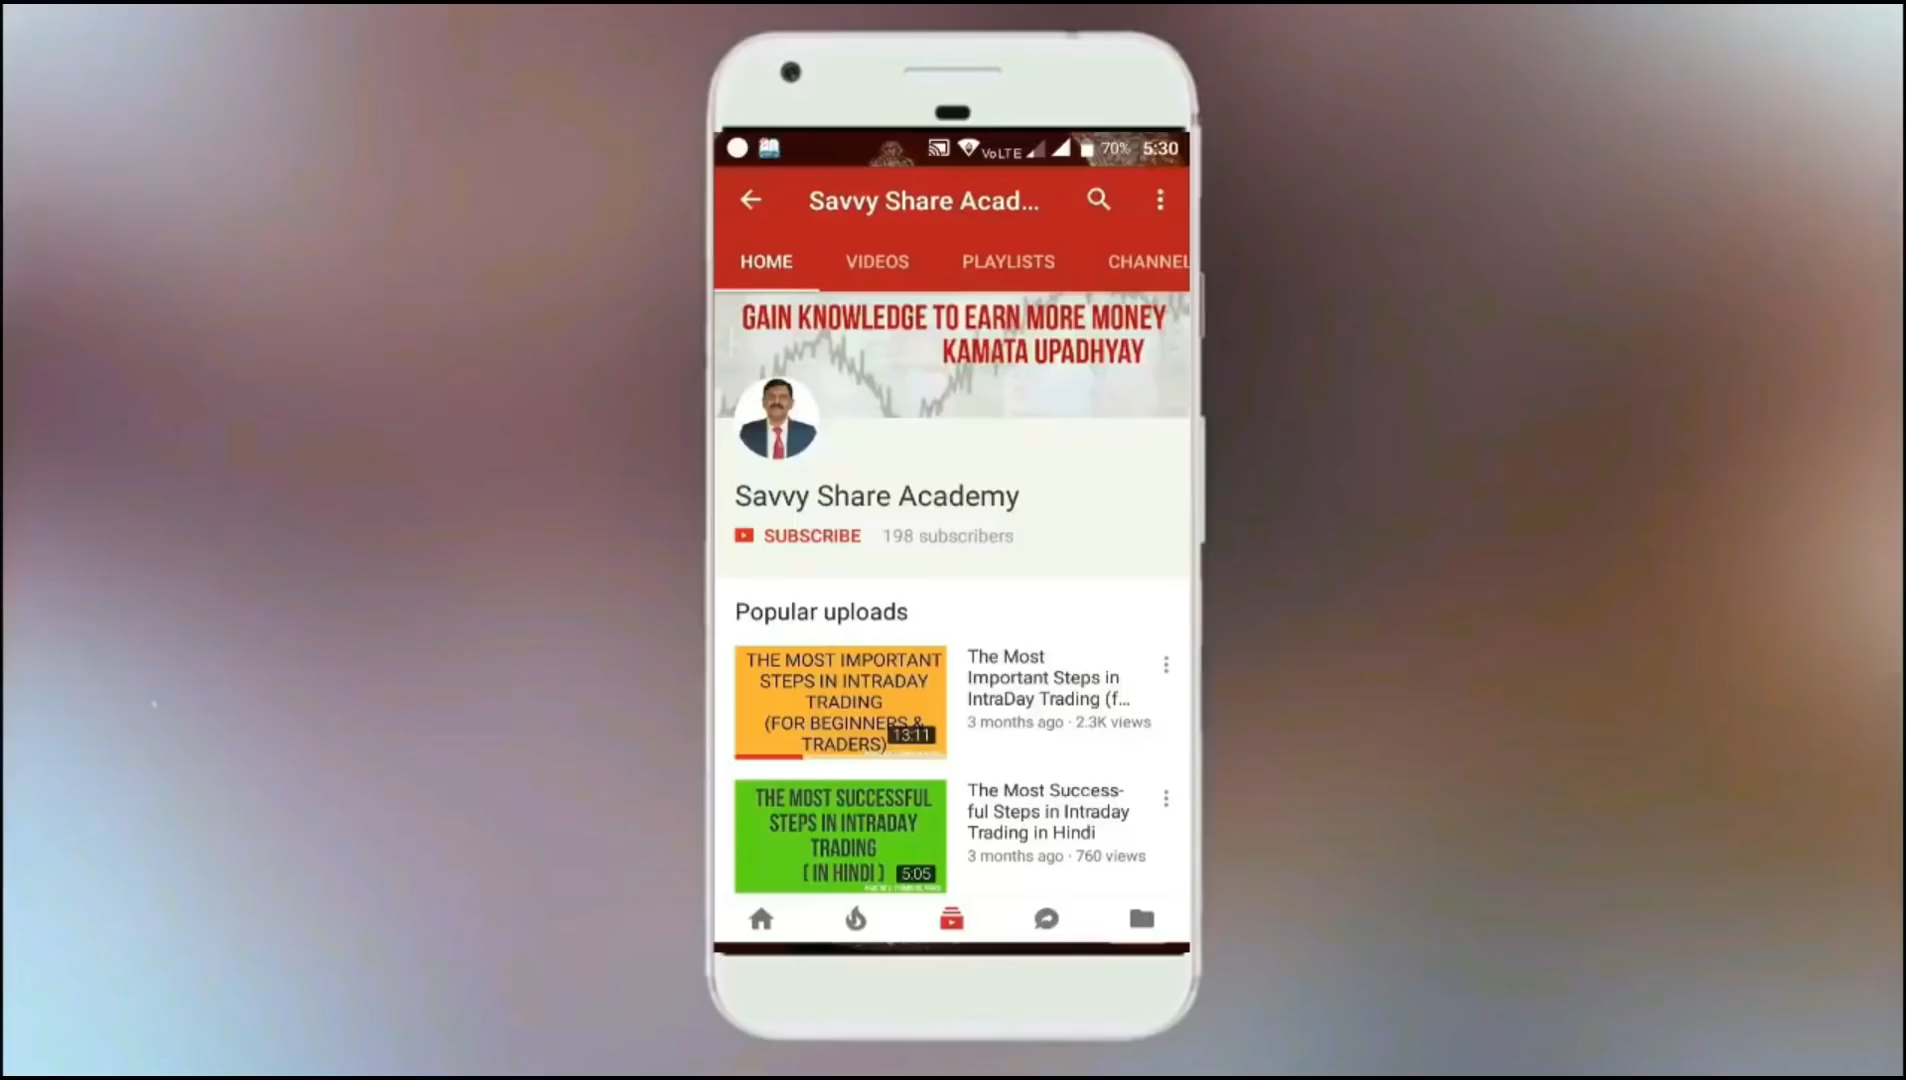 VoLTE 70% 5:30
Savvy Share Acad...
HOME VIDEOS PLAYLISTS CHANNEL
GAIN KNOWLEDGE TO EARN MORE MONEY
KAMATA UPADHYAY
Savvy Share Academy
SUBSCRIBE 198 subscribers
Popular uploads
THE MOST IMPORTANT
STEPS IN INTRADAY
TRADING
(FOR BEGINNERS &
TRADERS)
13:11
The Most
Important Steps in
IntraDay Trading (f...
3 months ago · 2.3K views
THE MOST SUCCESSFUL
STEPS IN INTRADAY
TRADING
( IN HINDI )
5:05
The Most Success-
ful Steps in Intraday
Trading in Hindi
3 months ago · 760 views